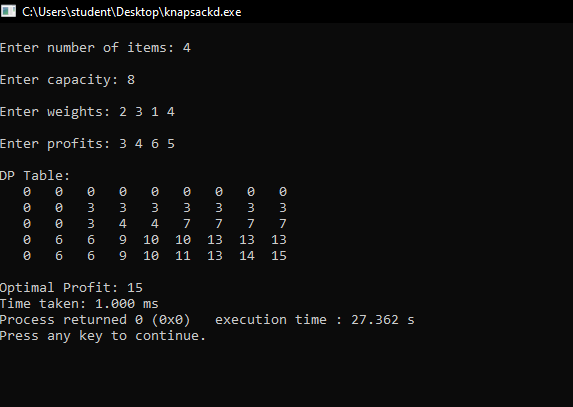 C:\Users\student\Desktop\knapsackd.exe
Enter number of items: 4
Enter capacity: 8
Enter weights: 2 3 1 4
Enter profits: 3 4 6 5
DP Table:
0 0 0 0 0 0 0 0 0
0 0 3 3 3 3 3 3 3
0 0 3 4 4 7 7 7 7
0 6 6 9 10 10 13 13 13
0 6 6 9 10 11 13 14 15
Optimal Profit: 15
Time taken: 1.000 ms
Process returned 0 (0x0)   execution time : 27.362 s
Press any key to continue.